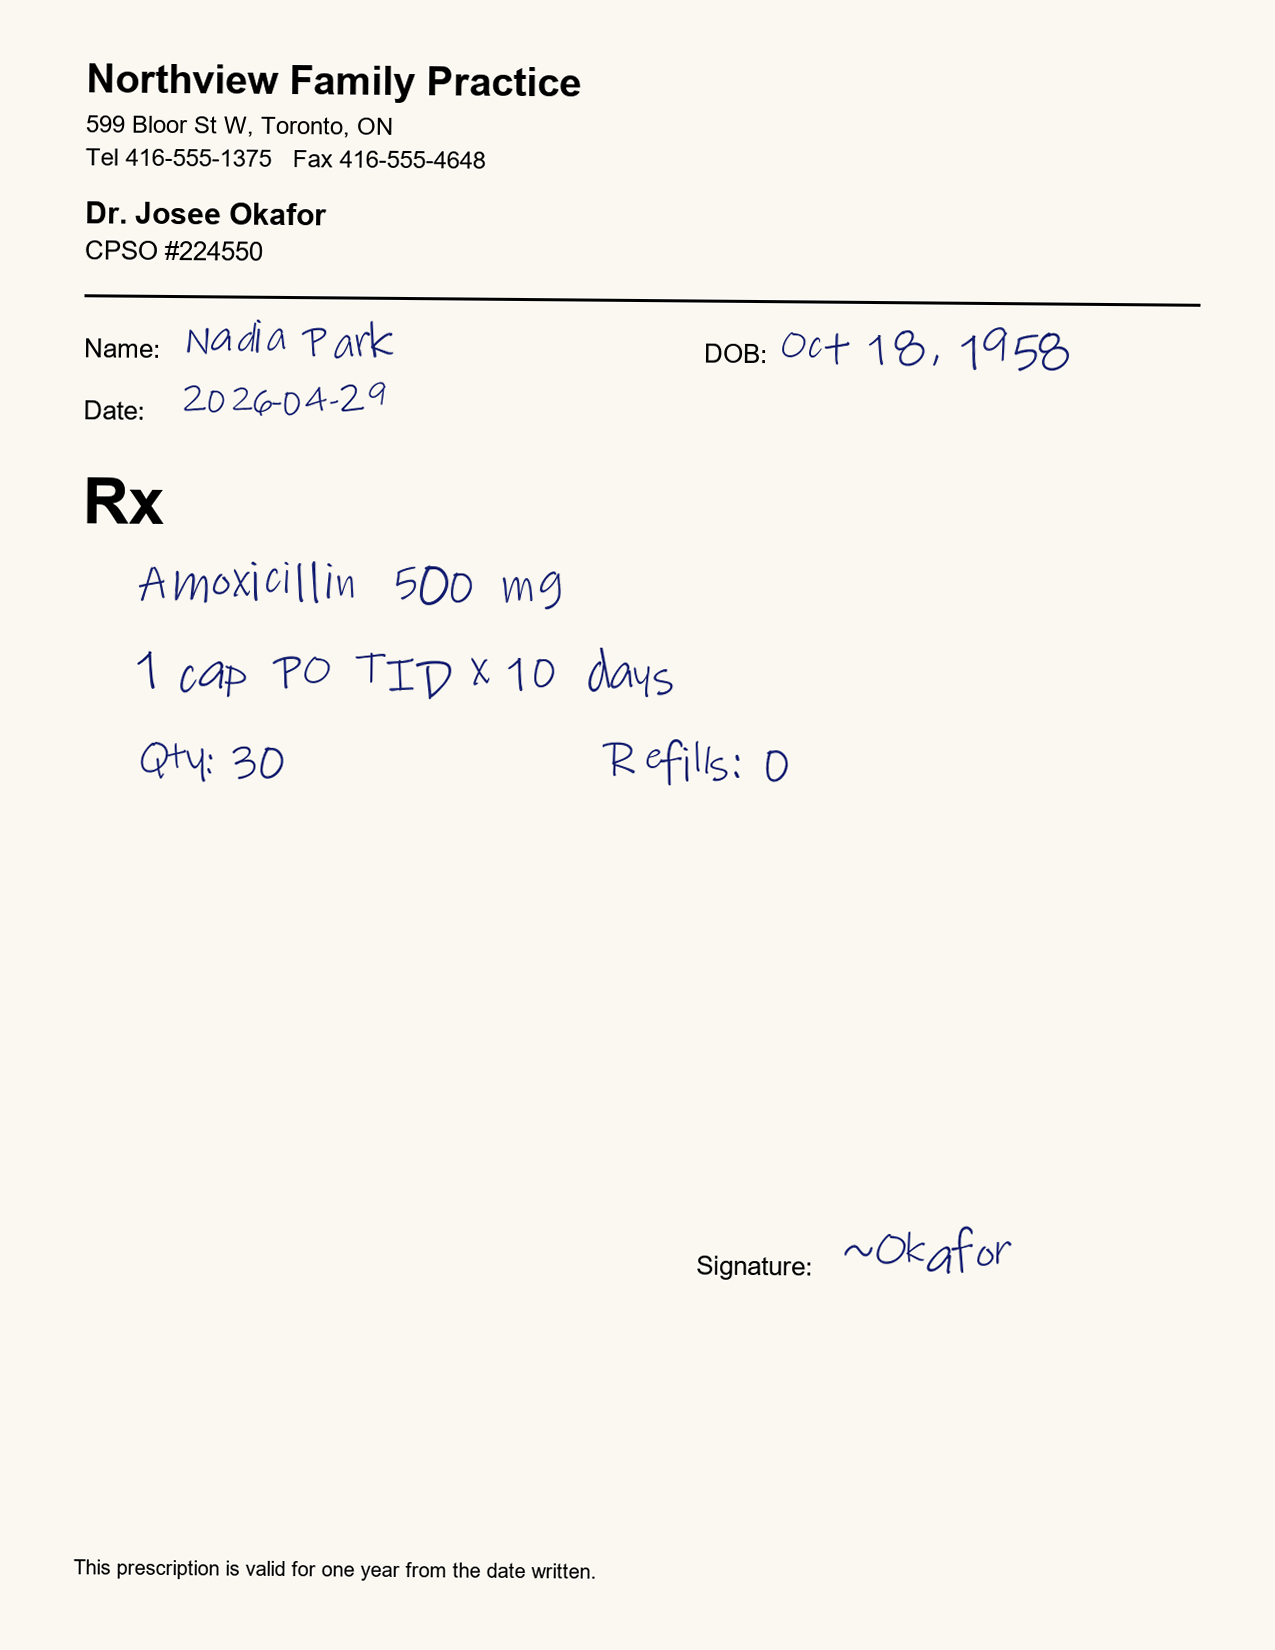 Northview Family Practice
599 Bloor St W, Toronto, ON
Tel 416-555-1375 Fax 416-555-4648
Dr. Josee Okafor
CPSO #224550
Name: Nadia Park DOB: Oct 18, 1958
Date: 2026-04-29
Rx
Amoxicillin 500 mg
1 cap PO TID x 10 days
Qty: 30 Refills: 0
Signature: ~Okafor
This prescription is valid for one year from the date written.